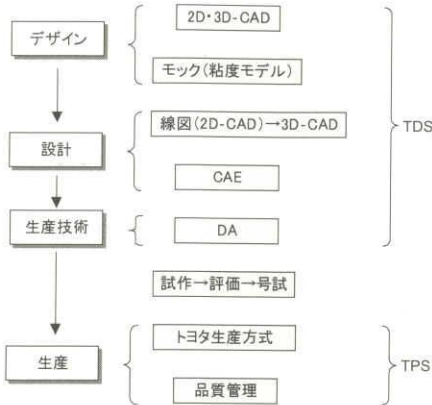 デザイン
2D・3D-CAD
モック(粘度モデル)
設計
線図(2D-CAD)→3D-CAD
CAE
TDS
生産技術
DA
試作→評価→号試
生産
トヨタ生産方式
品質管理
TPS